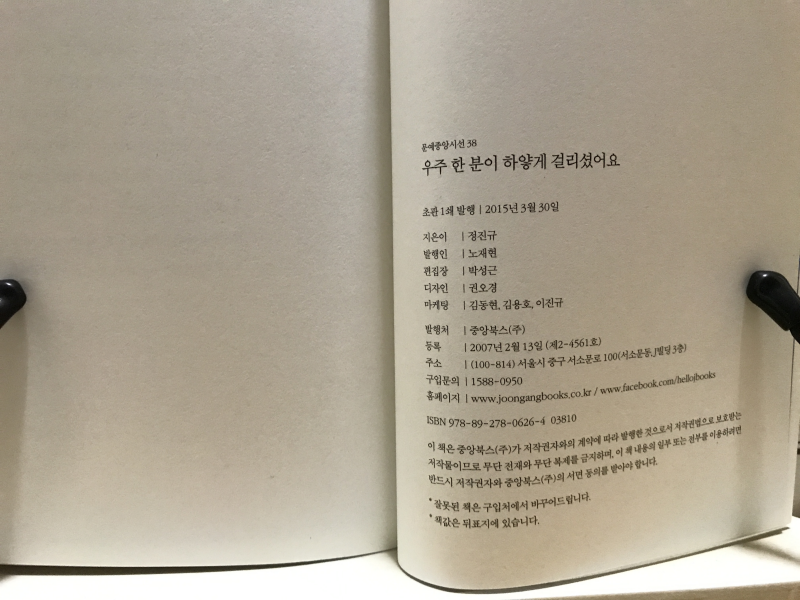 문예중앙시선 38
우주 한 분이 하얗게 걸리셨어요
초판 1쇄 발행 | 2015년 3월 30일
지은이 | 정진규
발행인 | 노재현
편집장 | 박성근
디자인 | 권오경
마케팅 | 김동현, 김용호, 이진규
발행처 | 중앙북스(주)
등록 | 2007년 2월 13일 (제2-4561호)
주소 | (100-814) 서울시 중구 서소문로 100(서소문동, J빌딩 3층)
구입문의 | 1588-0950
홈페이지 | www.joongangbooks.co.kr / www.facebook.com/hellojbooks
ISBN 978-89-278-0626-4 03810
이 책은 중앙북스(주)가 저작권자와의 계약에 따라 발행한 것으로서 저작권법으로 보호받는
저작물이므로 무단 전재와 무단 복제를 금지하며, 이 책 내용의 일부 또는 전부를 이용하려면
반드시 저작권자와 중앙북스(주)의 서면 동의를 받아야 합니다.
* 잘못된 책은 구입처에서 바꾸어드립니다.
* 책값은 뒤표지에 있습니다.